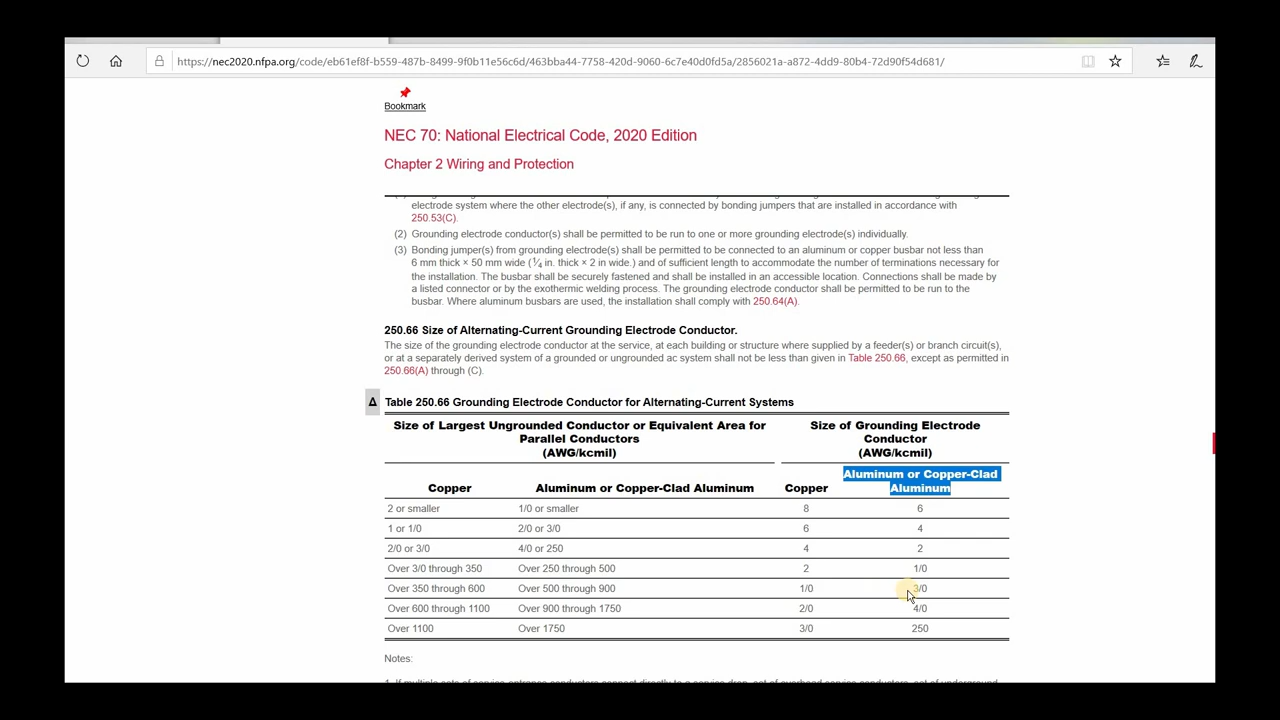 https://nec2020.nfpa.org/code/eb61ef8f-b559-487b-8499-9f0b11e56c6d/463bba44-7758-420d-9060-6c7e40d0fd5a/2856021a-a872-4dd9-80b4-72d90f54d681/
Bookmark
NEC 70: National Electrical Code, 2020 Edition
Chapter 2 Wiring and Protection
electrode system where the other electrode(s), if any, is connected by bonding jumpers that are installed in accordance with
250.53(C).
(2) Grounding electrode conductor(s) shall be permitted to be run to one or more grounding electrode(s) individually.
(3) Bonding jumper(s) from grounding electrode(s) shall be permitted to be connected to an aluminum or copper busbar not less than
6 mm thick × 50 mm wide (1/4 in. thick × 2 in wide.) and of sufficient length to accommodate the number of terminations necessary for
the installation. The busbar shall be securely fastened and shall be installed in an accessible location. Connections shall be made by
a listed connector or by the exothermic welding process. The grounding electrode conductor shall be permitted to be run to the
busbar. Where aluminum busbars are used, the installation shall comply with 250.64(A).
250.66 Size of Alternating-Current Grounding Electrode Conductor.
The size of the grounding electrode conductor at the service, at each building or structure where supplied by a feeder(s) or branch circuit(s),
or at a separately derived system of a grounded or ungrounded ac system shall not be less than given in Table 250.66, except as permitted in
250.66(A) through (C).
Δ Table 250.66 Grounding Electrode Conductor for Alternating-Current Systems
Size of Largest Ungrounded Conductor or Equivalent Area for
Parallel Conductors
(AWG/kcmil)
Size of Grounding Electrode
Conductor
(AWG/kcmil)
Copper Aluminum or Copper-Clad Aluminum Copper Aluminum or Copper-Clad
Aluminum
2 or smaller 1/0 or smaller 8 6
1 or 1/0 2/0 or 3/0 6 4
2/0 or 3/0 4/0 or 250 4 2
Over 3/0 through 350 Over 250 through 500 2 1/0
Over 350 through 600 Over 500 through 900 1/0 3/0
Over 600 through 1100 Over 900 through 1750 2/0 4/0
Over 1100 Over 1750 3/0 250
Notes: